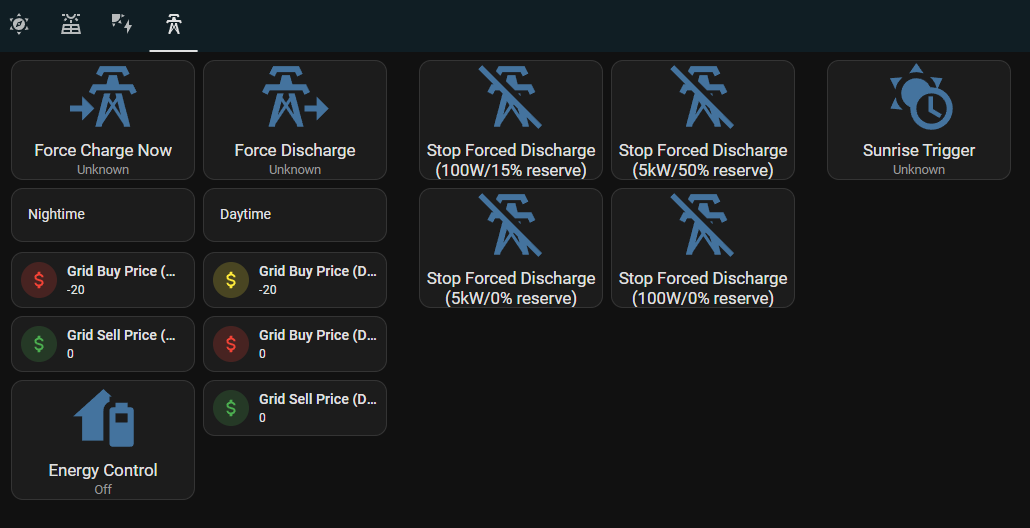 Force Charge Now
Unknown
Force Discharge
Unknown
Stop Forced Discharge
(100W/15% reserve)
Stop Forced Discharge
(5kW/50% reserve)
Sunrise Trigger
Unknown
Nightime
Daytime
Stop Forced Discharge
(5kW/0% reserve)
Stop Forced Discharge
(100W/0% reserve)
$ Grid Buy Price (...
-20
$ Grid Buy Price (D...
-20
$ Grid Sell Price (...
0
$ Grid Buy Price (D...
0
Energy Control
Off
$ Grid Sell Price (D...
0